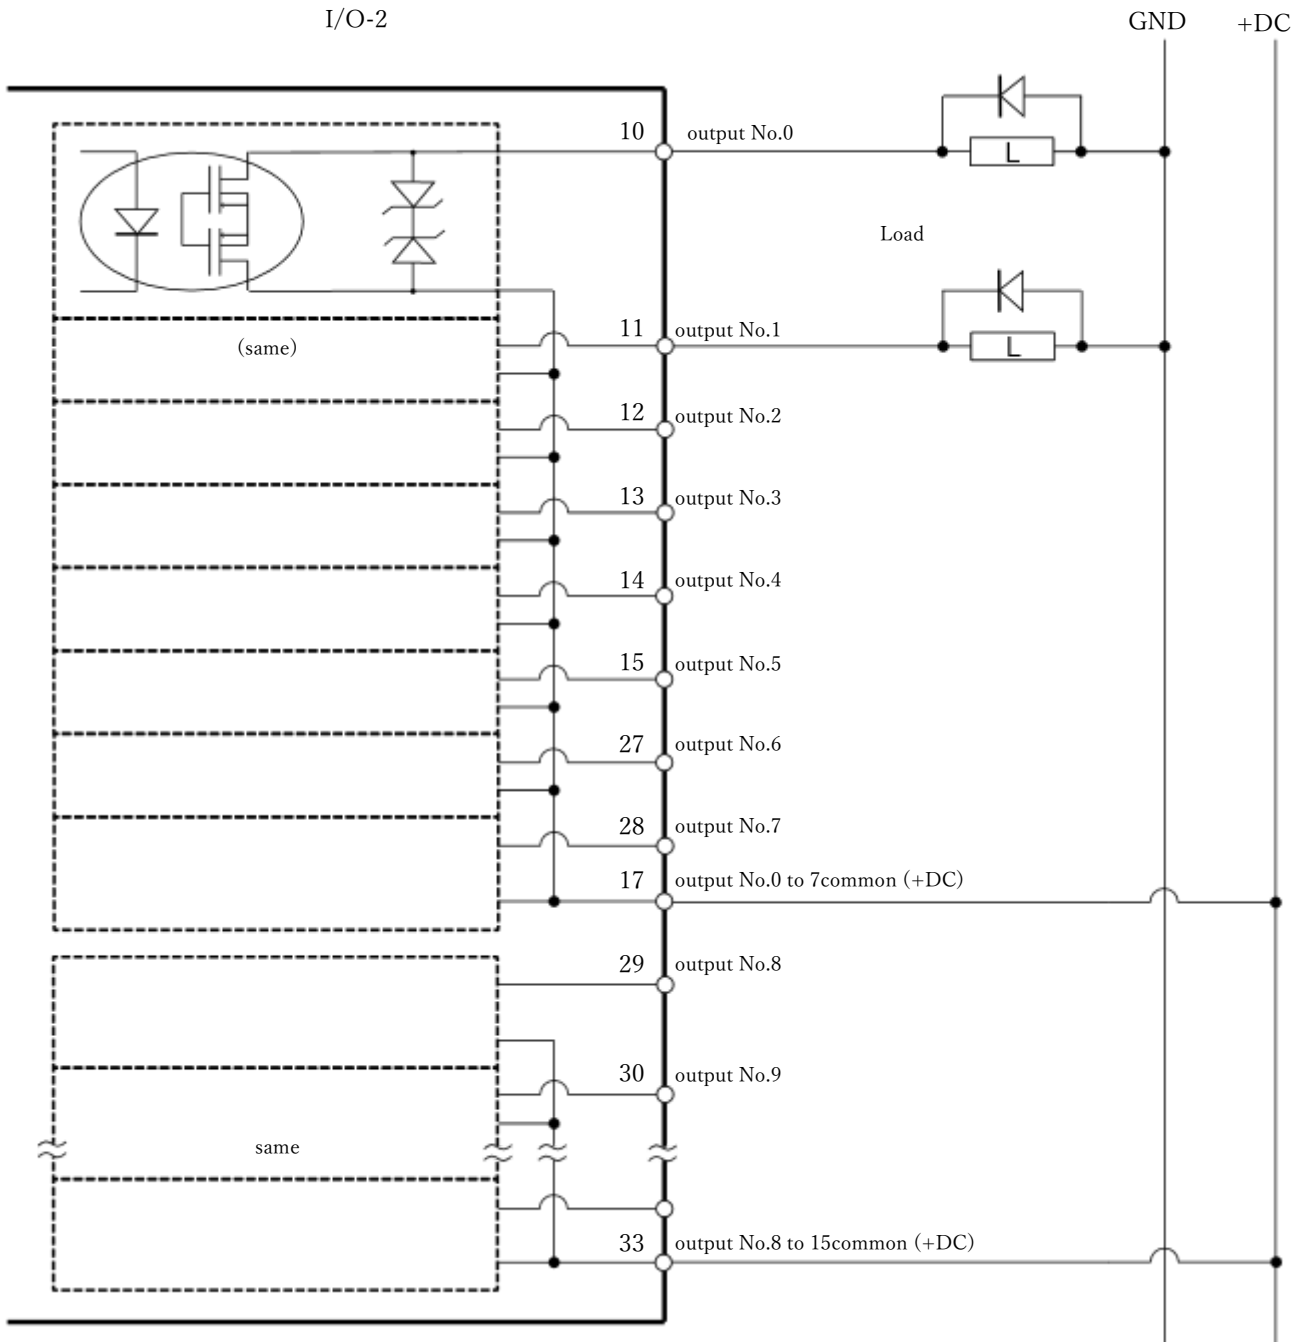 I/O-2
GND
+DC
10
output No.0
L
Load
11
output No.1
L
(same)
12
output No.2
13
output No.3
14
output No.4
15
output No.5
27
output No.6
28
output No.7
17
output No.0 to 7common (+DC)
29
output No.8
30
output No.9
same
33
output No.8 to 15common (+DC)